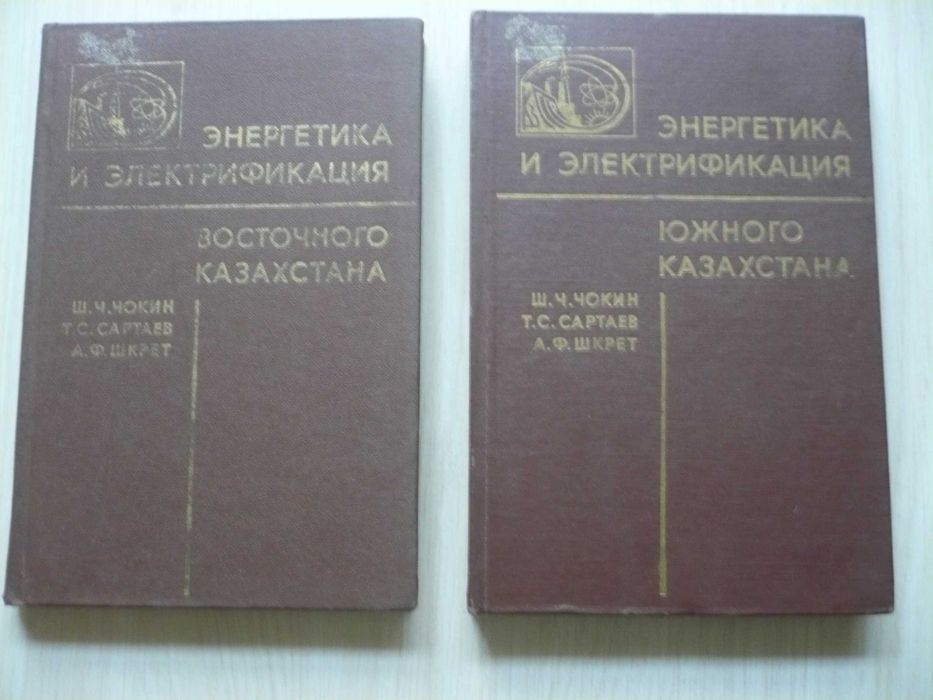 ЭНЕРГЕТИКА
И ЭЛЕКТРИФИКАЦИЯ
ВОСТОЧНОГО
КАЗАХСТАНА
Ш.Ч.ЧОКИН
Т.С.САРТАЕВ
А.Ф.ШКРЕТ
ЭНЕРГЕТИКА
И ЭЛЕКТРИФИКАЦИЯ
ЮЖНОГО
КАЗАХСТАНА
Ш.Ч.ЧОКИН
Т.С.САРТАЕВ
А.Ф.ШКРЕТ